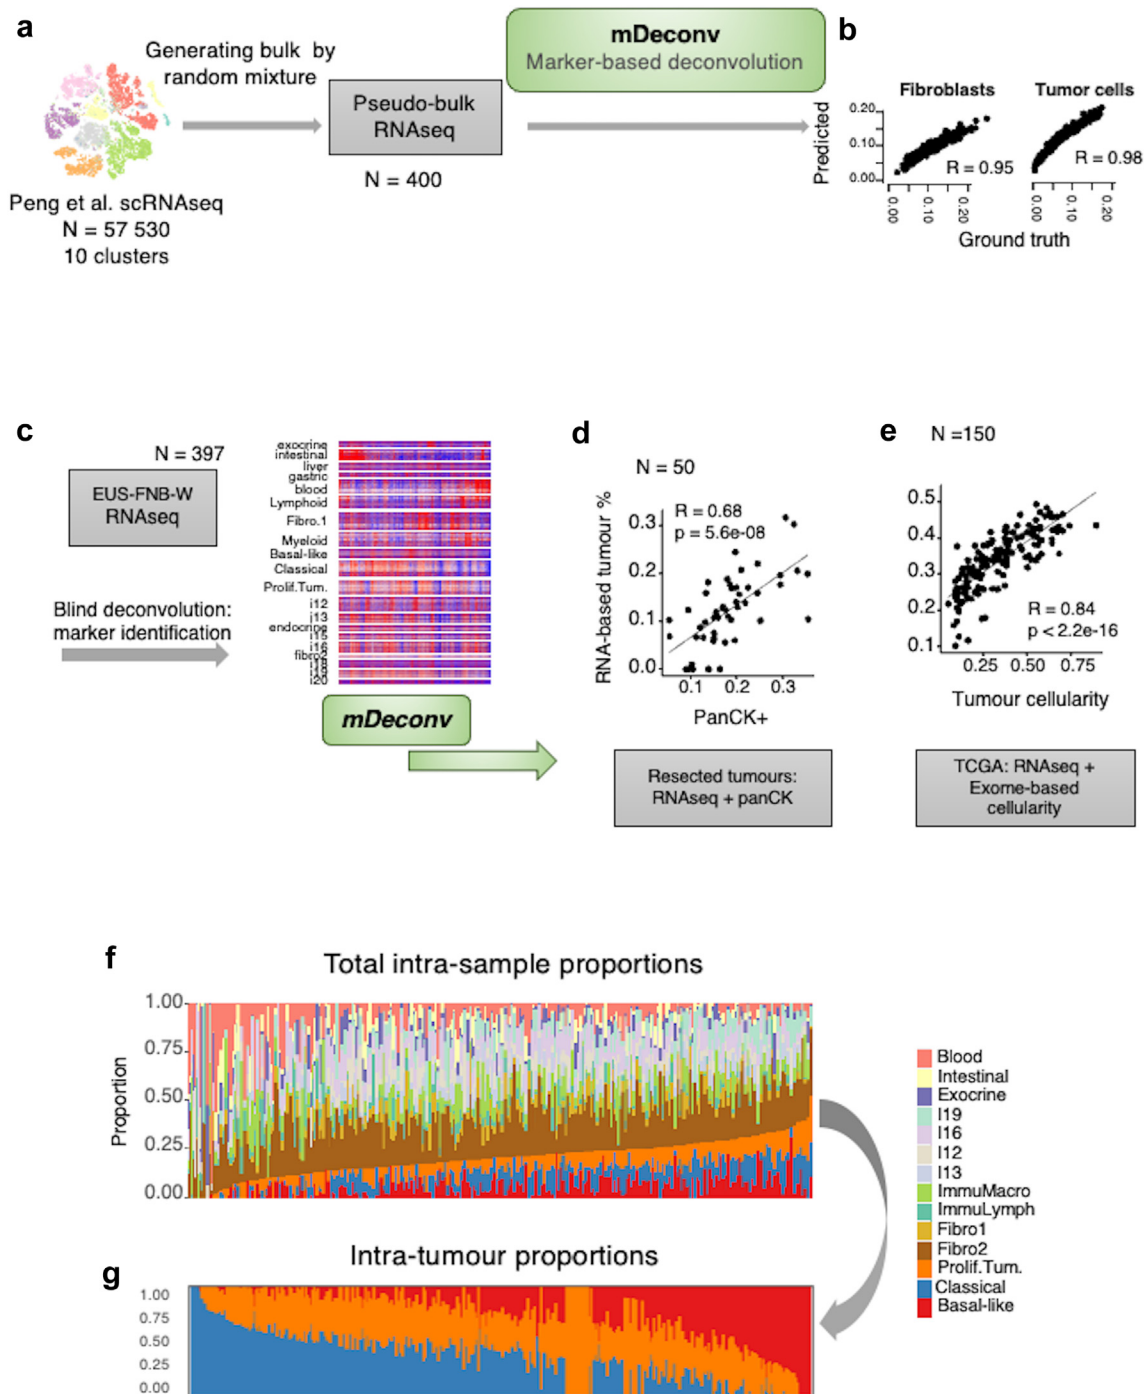 a
Generating bulk by
random mixture
Pseudo-bulk
RNAseq
N = 400
Peng et al. scRNAseq
N = 57 530
10 clusters
mDeconv
Marker-based deconvolution
b
Fibroblasts
Tumor cells
Predicted
0.20
0.10
0.00
R = 0.95
R = 0.98
0.00
0.10
0.20
0.00
0.10
0.20
Ground truth
c
N = 397
EUS-FNB-W
RNAseq
Blind deconvolution:
marker identification
exocrine
intestinal
liver
gastric
blood
Lymphoid
Fibro.1
Myeloid
Basal-like
Classical
Prolif.Tum.
i12
i13
endocrine
i15
i16
fibro2
i18
i19
i20
mDeconv
d
N = 50
RNA-based tumour %
R = 0.68
p = 5.6e-08
0.3
0.2
0.1
0.0
0.1
0.2
0.3
PanCK+
Resected tumours:
RNAseq + panCK
e
N =150
0.5
0.4
0.3
0.2
0.1
R = 0.84
p < 2.2e-16
0.25
0.50
0.75
Tumour cellularity
TCGA: RNAseq +
Exome-based
cellularity
f
Total intra-sample proportions
Proportion
1.00
0.75
0.50
0.25
0.00
Blood
Intestinal
Exocrine
I19
I16
I12
I13
ImmuMacro
ImmuLymph
Fibro1
Fibro2
Prolif.Tum.
Classical
Basal-like
g
Intra-tumour proportions
1.00
0.75
0.50
0.25
0.00